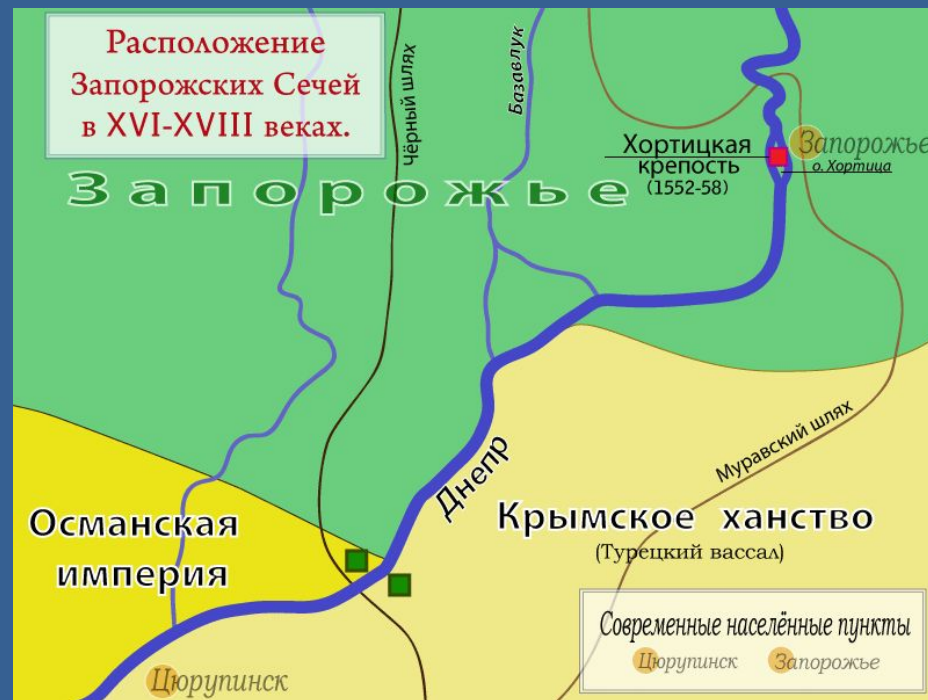 Расположение
Запорожских Сечей
в XVI-XVIII веках.
Чёрный шлях
Базавлук
Запорожье
Хортицкая
крепость
(1552-58)
Запорожье
о. Хортица
Днепр
Муравский шлях
Османская
империя
Крымское ханство
(Турецкий вассал)
Современные населённые пункты
Цюрупинск Запорожье
Цюрупинск